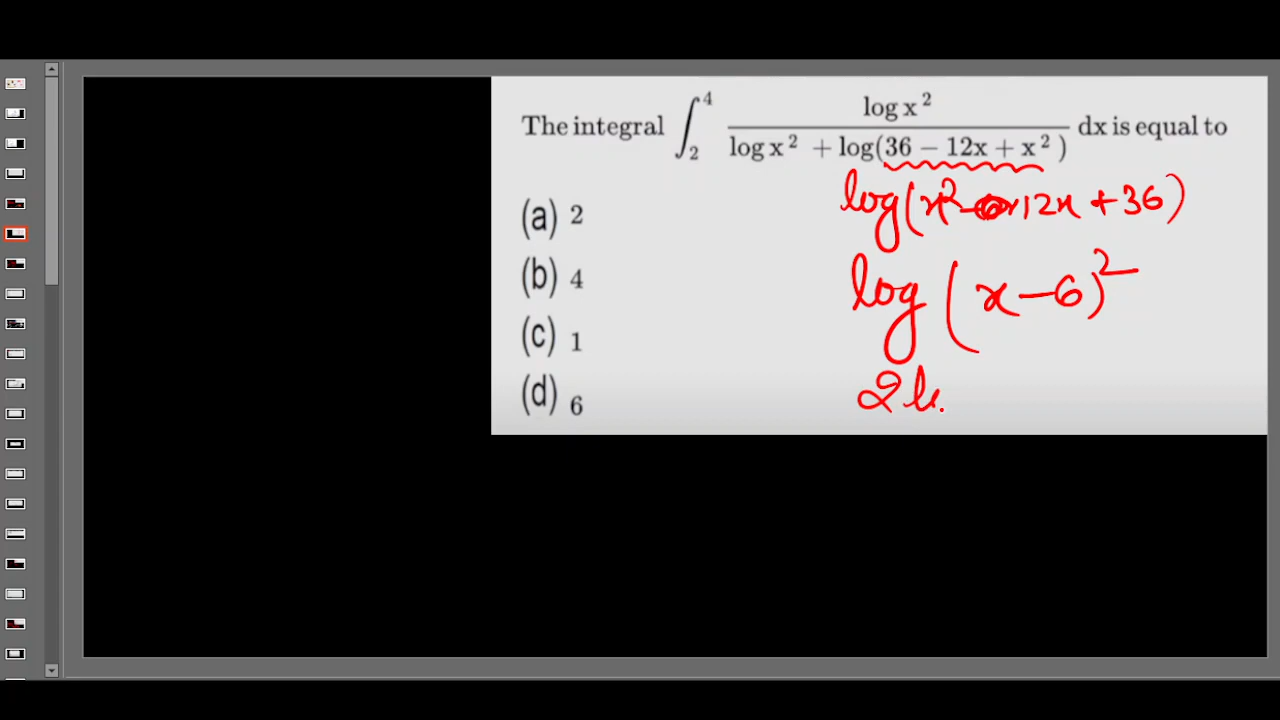 The integral ∫₂⁴ log x² / (log x² + log(36 − 12x + x²)) dx is equal to
(a) 2
(b) 4
(c) 1
(d) 6
log(x² − 12x + 36)
log (x − 6)²
2